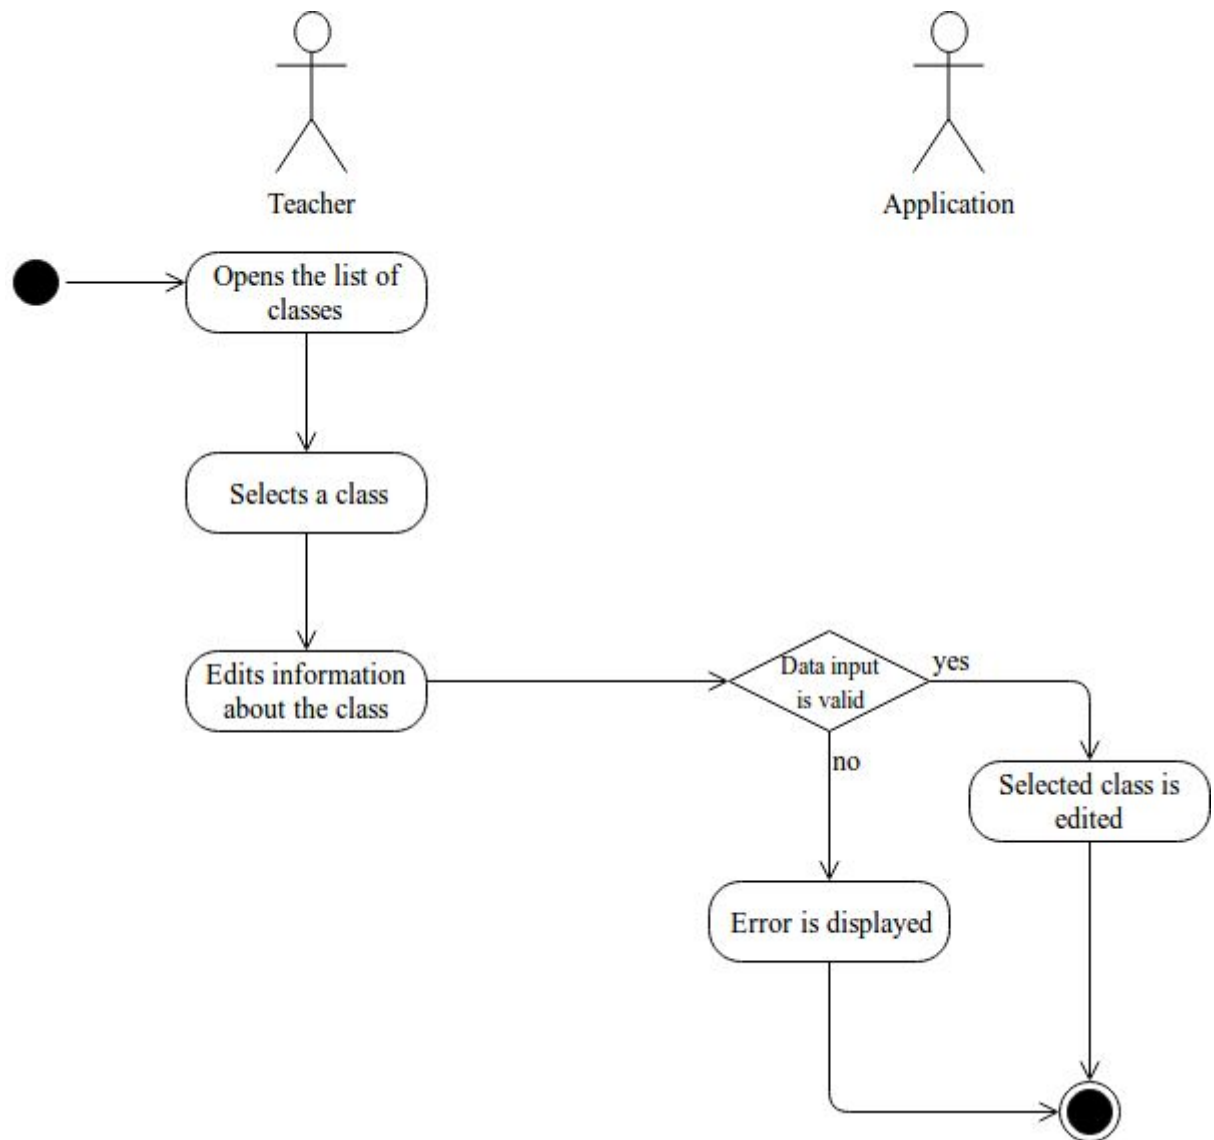 Teacher
Application
Opens the list of
classes
Selects a class
Edits information
about the class
Data input
is valid
yes
no
Selected class is
edited
Error is displayed